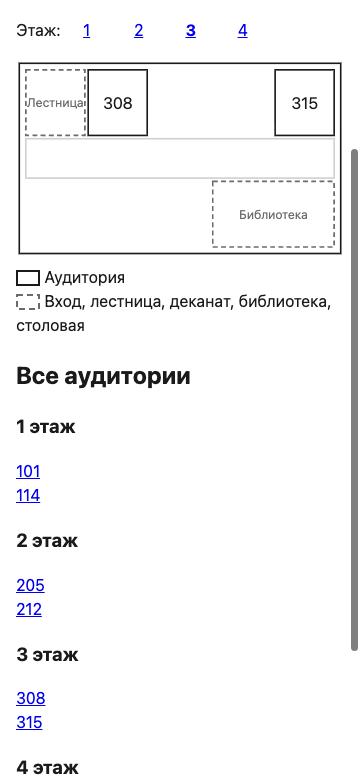 Этаж: 1 2 3 4
Лестница 308 315
Библиотека
Аудитория
Вход, лестница, деканат, библиотека,
столовая
Все аудитории
1 этаж
101
114
2 этаж
205
212
3 этаж
308
315
4 этаж